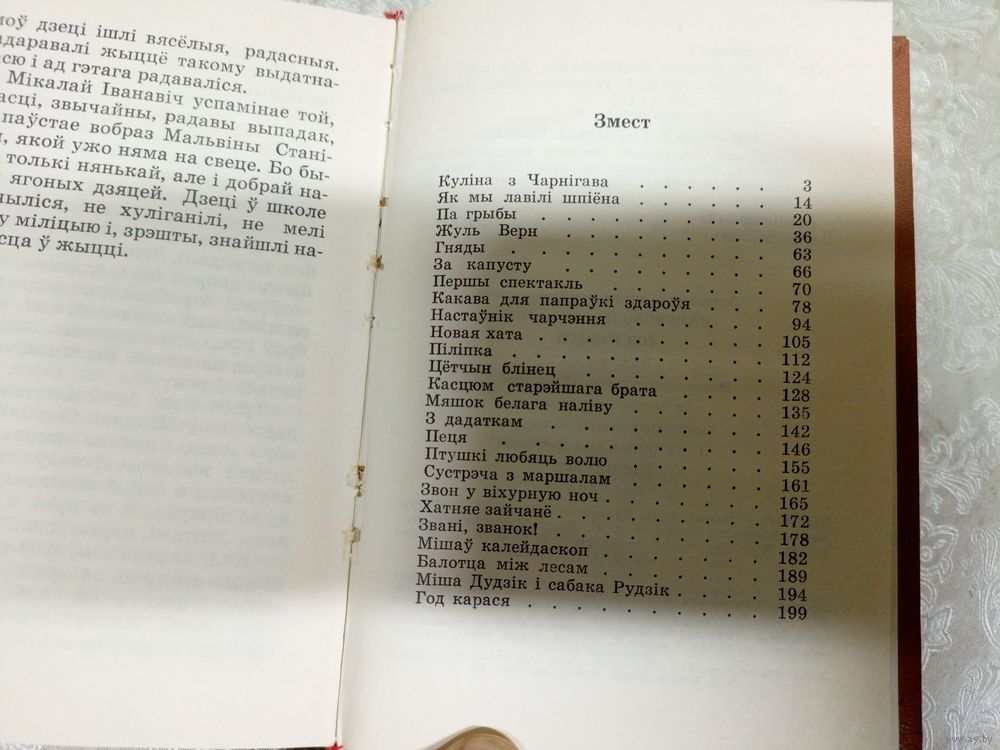 дзеці ішлі вясёлыя, радасныя.
жыццё такому выдатна-
і ад гэтага радаваліся.
Мікалай Іванавіч успамінае той,
звычайны, радавы выпадак,
паўстае вобраз Мальвіны Стані-
якой ужо няма на свеце. Бо бы-
толькі нянькай, але і добрай на-
ягоных дзяцей. Дзеці ў школе
не хуліганілі, не мелі
у міліцыю і, зрэшты, знайшлі на-
ў жыцці.
Змест
Куліна з Чарнігава . . . . . . 3
Як мы лавілі шпіёна . . . . . 14
Па грыбы . . . . . . . . 20
Жуль Верн . . . . . . . 36
Гняды . . . . . . . . 63
За капусту . . . . . . . 66
Першы спектакль . . . . . . 70
Какава для папраўкі здароўя . . . 78
Настаўнік чарчэння . . . . . 94
Новая хата . . . . . . . . 105
Піліпка . . . . . . . . 112
Цётчын блінец . . . . . . 124
Касцюм старэйшага брата . . . . 128
Мяшок белага наліву . . . . . 135
З дадаткам . . . . . . . 142
Пеця . . . . . . . . 146
Птушкі любяць волю . . . . . 155
Сустрэча з маршалам . . . . . 161
Звон у віхурную ноч . . . . . . 165
Хатняе зайчанё . . . . . . . 172
Звані, званок! . . . . . . . 178
Мішаў калейдаскоп . . . . . 182
Балотца між лесам . . . . . 189
Міша Дудзік і сабака Рудзік . . . . 194
Год карася . . . . . . . . 199
www.ay.by